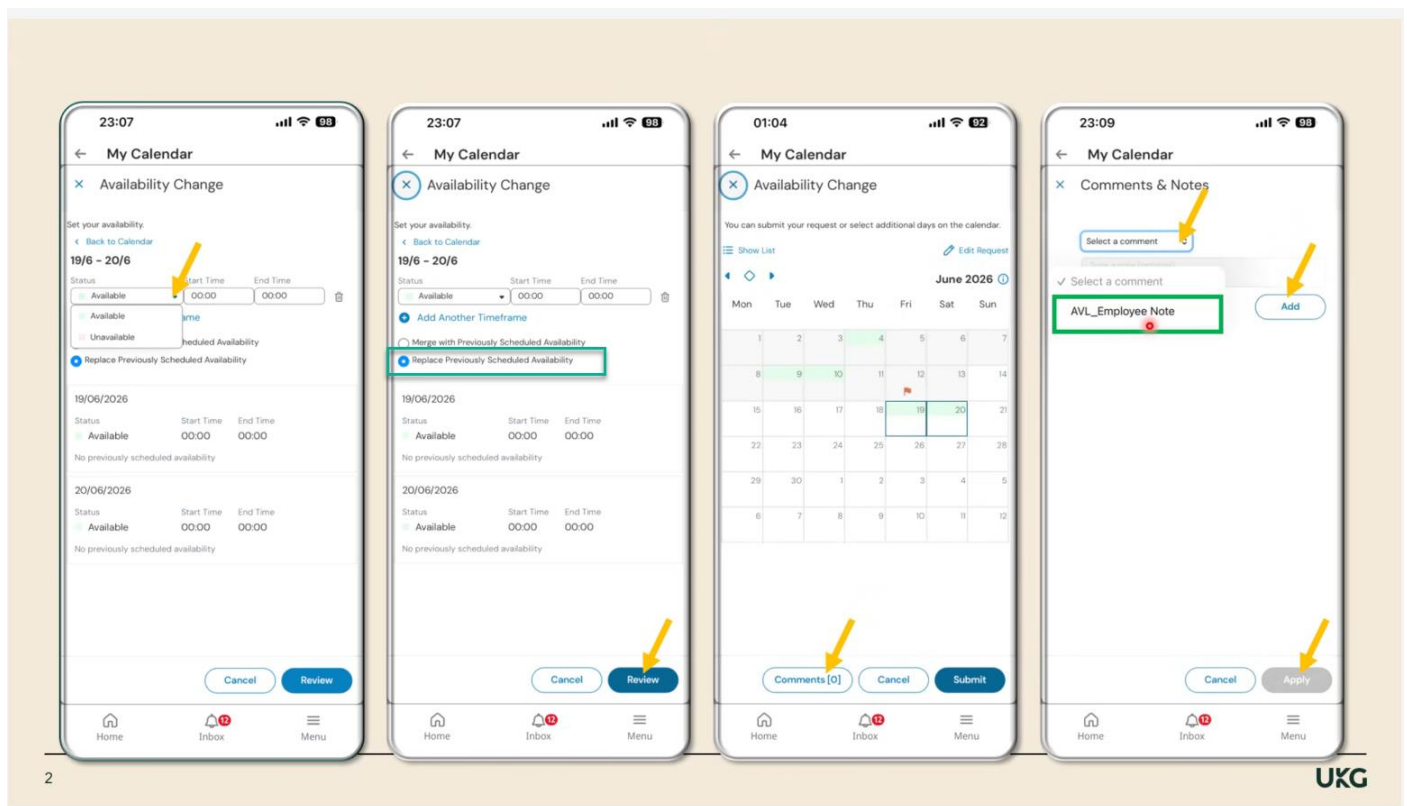 23:07
98
← My Calendar
× Availability Change
Set your availability.
< Back to Calendar
19/6 – 20/6
Status Start Time End Time
Available 00:00 00:00
Available
Unavailable
Replace Previously Scheduled Availability
19/06/2026
Status Start Time End Time
Available 00:00 00:00
No previously scheduled availability
20/06/2026
Status Start Time End Time
Available 00:00 00:00
No previously scheduled availability
Cancel Review
12
Home Inbox Menu
23:07
98
← My Calendar
× Availability Change
Set your availability.
< Back to Calendar
19/6 – 20/6
Status Start Time End Time
Available 00:00 00:00
Add Another Timeframe
Merge with Previously Scheduled Availability
Replace Previously Scheduled Availability
19/06/2026
Status Start Time End Time
Available 00:00 00:00
No previously scheduled availability
20/06/2026
Status Start Time End Time
Available 00:00 00:00
No previously scheduled availability
Cancel Review
12
Home Inbox Menu
01:04
92
← My Calendar
× Availability Change
You can submit your request or select additional days on the calendar.
Show List Edit Request
June 2026
Mon Tue Wed Thu Fri Sat Sun
1 2 3 4 5 6 7
8 9 10 11 12 13 14
15 16 17 18 19 20 21
22 23 24 25 26 27 28
29 30 1 2 3 4 5
6 7 8 9 10 11 12
Comments [0] Cancel Submit
12
Home Inbox Menu
23:09
98
← My Calendar
× Comments & Notes
Select a comment
✓ Select a comment
AVL_Employee Note
Add
Cancel Apply
12
Home Inbox Menu
2
UKG